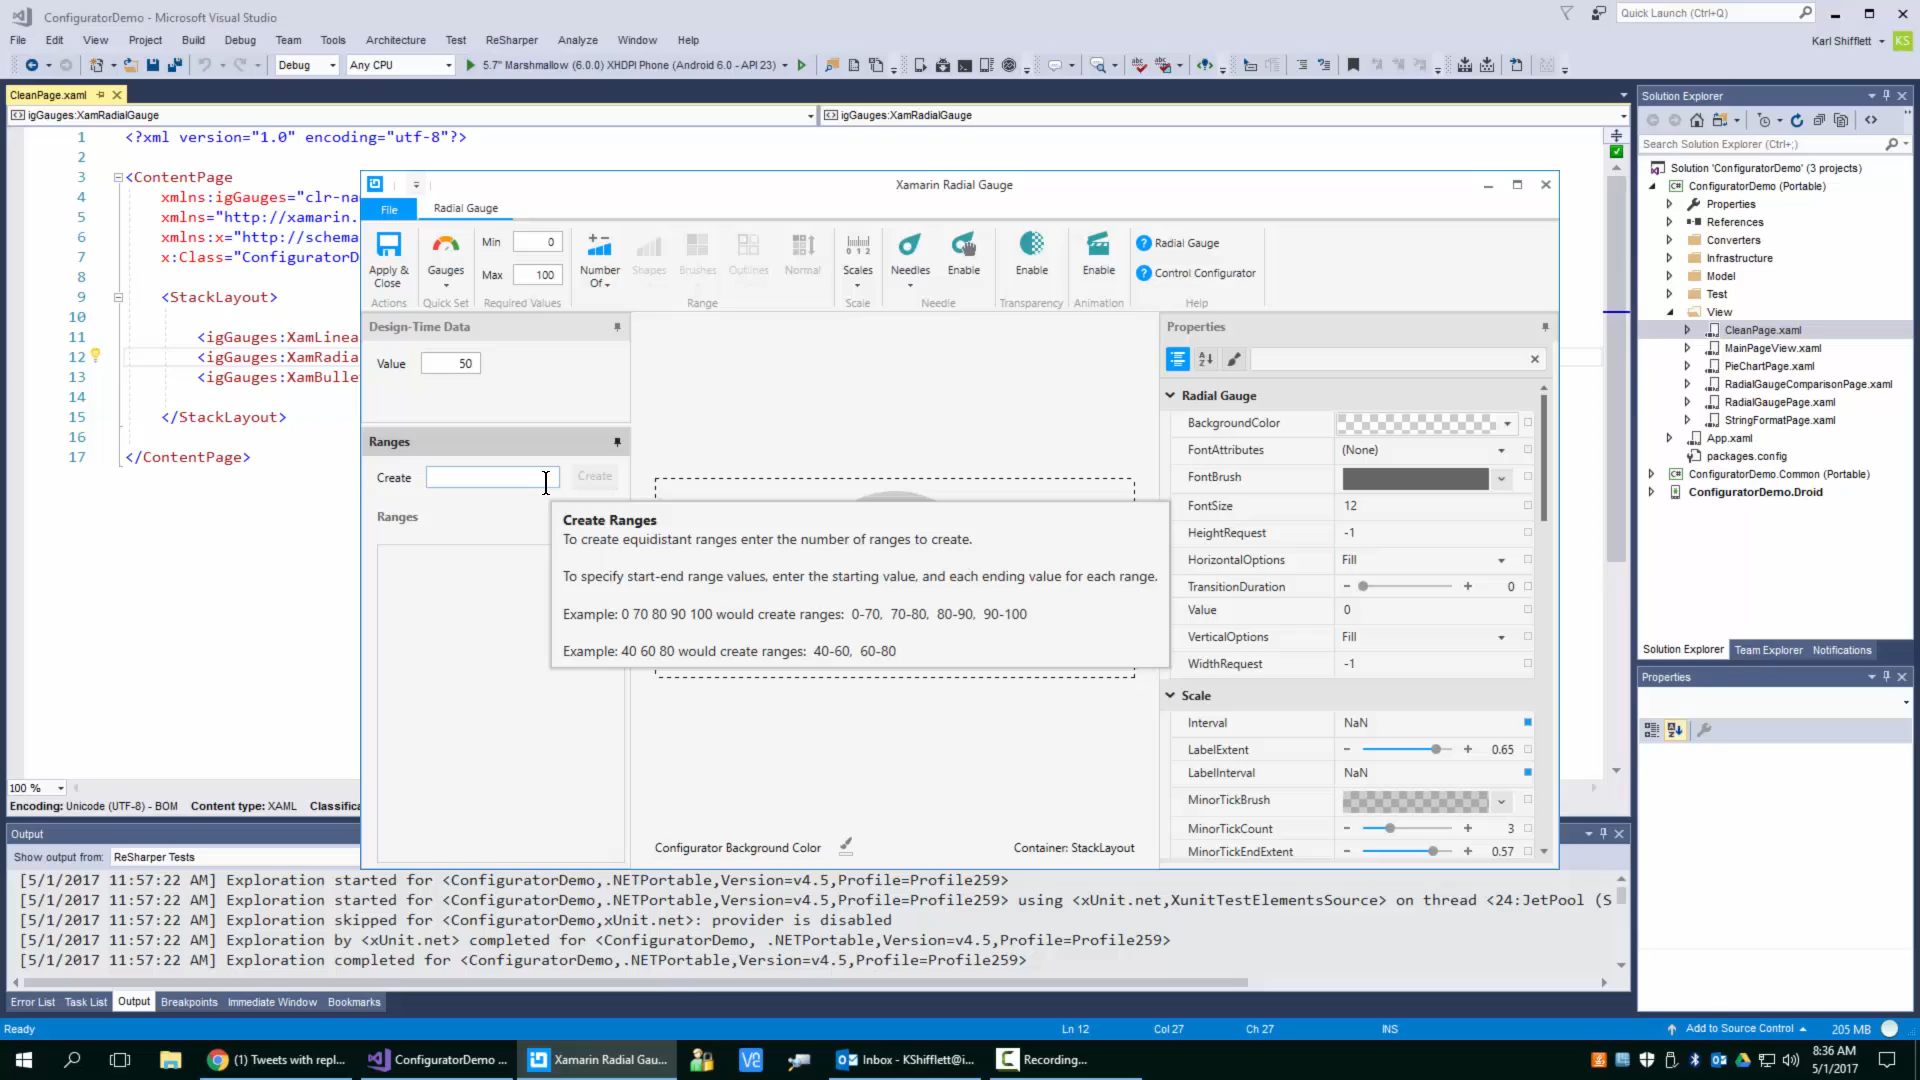 ConfiguratorDemo - Microsoft Visual Studio
Quick Launch (Ctrl+Q)
File Edit View Project Build Debug Team Tools Architecture Test ReSharper Analyze Window Help
Karl Shifflett KS
Debug Any CPU 5.7" Marshmallow (6.0.0) XHDPI Phone (Android 6.0 - API 23)
CleanPage.xaml
igGauges:XamRadialGauge igGauges:XamRadialGauge
1 <?xml version="1.0" encoding="utf-8"?>
2
3 <ContentPage
4 xmlns:igGauges="clr-na
5 xmlns="http://xamarin.
6 xmlns:x="http://schema
7 x:Class="ConfiguratorD
8
9 <StackLayout>
10
11 <igGauges:XamLinea
12 <igGauges:XamRadia
13 <igGauges:XamBulle
14
15 </StackLayout>
16
17 </ContentPage>
100 %
Encoding: Unicode (UTF-8) - BOM Content type: XAML Classifica
Xamarin Radial Gauge
File Radial Gauge
Apply & Close
Actions
Gauges
Quick Set
Min 0
Max 100
Required Values
Number Of
Shapes
Brushes
Outlines
Normal
Range
Scales
Scale
Needles
Enable
Needle
Enable
Transparency
Enable
Animation
Radial Gauge
Control Configurator
Help
Design-Time Data
Value 50
Ranges
Create Create
Ranges
Create Ranges
To create equidistant ranges enter the number of ranges to create.
To specify start-end range values, enter the starting value, and each ending value for each range.
Example: 0 70 80 90 100 would create ranges: 0-70, 70-80, 80-90, 90-100
Example: 40 60 80 would create ranges: 40-60, 60-80
Configurator Background Color
Container: StackLayout
Properties
Radial Gauge
BackgroundColor
FontAttributes (None)
FontBrush
FontSize 12
HeightRequest -1
HorizontalOptions Fill
TransitionDuration - + 0
Value 0
VerticalOptions Fill
WidthRequest -1
Scale
Interval NaN
LabelExtent - + 0.65
LabelInterval NaN
MinorTickBrush
MinorTickCount - + 3
MinorTickEndExtent - + 0.57
Solution Explorer
Search Solution Explorer (Ctrl+;)
Solution 'ConfiguratorDemo' (3 projects)
ConfiguratorDemo (Portable)
Properties
References
Converters
Infrastructure
Model
Test
View
CleanPage.xaml
MainPageView.xaml
PieChartPage.xaml
RadialGaugeComparisonPage.xaml
RadialGaugePage.xaml
StringFormatPage.xaml
App.xaml
packages.config
ConfiguratorDemo.Common (Portable)
ConfiguratorDemo.Droid
Solution Explorer Team Explorer Notifications
Properties
Output
Show output from: ReSharper Tests
[5/1/2017 11:57:22 AM] Exploration started for <ConfiguratorDemo,.NETPortable,Version=v4.5,Profile=Profile259>
[5/1/2017 11:57:22 AM] Exploration started for <ConfiguratorDemo,.NETPortable,Version=v4.5,Profile=Profile259> using <xUnit.net,XunitTestElementsSource> on thread <24:JetPool (S
[5/1/2017 11:57:22 AM] Exploration skipped for <ConfiguratorDemo,xUnit.net>: provider is disabled
[5/1/2017 11:57:22 AM] Exploration by <xUnit.net> completed for <ConfiguratorDemo, .NETPortable,Version=v4.5,Profile=Profile259>
[5/1/2017 11:57:22 AM] Exploration completed for <ConfiguratorDemo,.NETPortable,Version=v4.5,Profile=Profile259>
Error List Task List Output Breakpoints Immediate Window Bookmarks
Ready Ln 12 Col 27 Ch 27 INS Add to Source Control 205 MB
(1) Tweets with repl... ConfiguratorDemo ... Xamarin Radial Gau... Inbox - KShifflett@i... Recording... 8:36 AM
5/1/2017